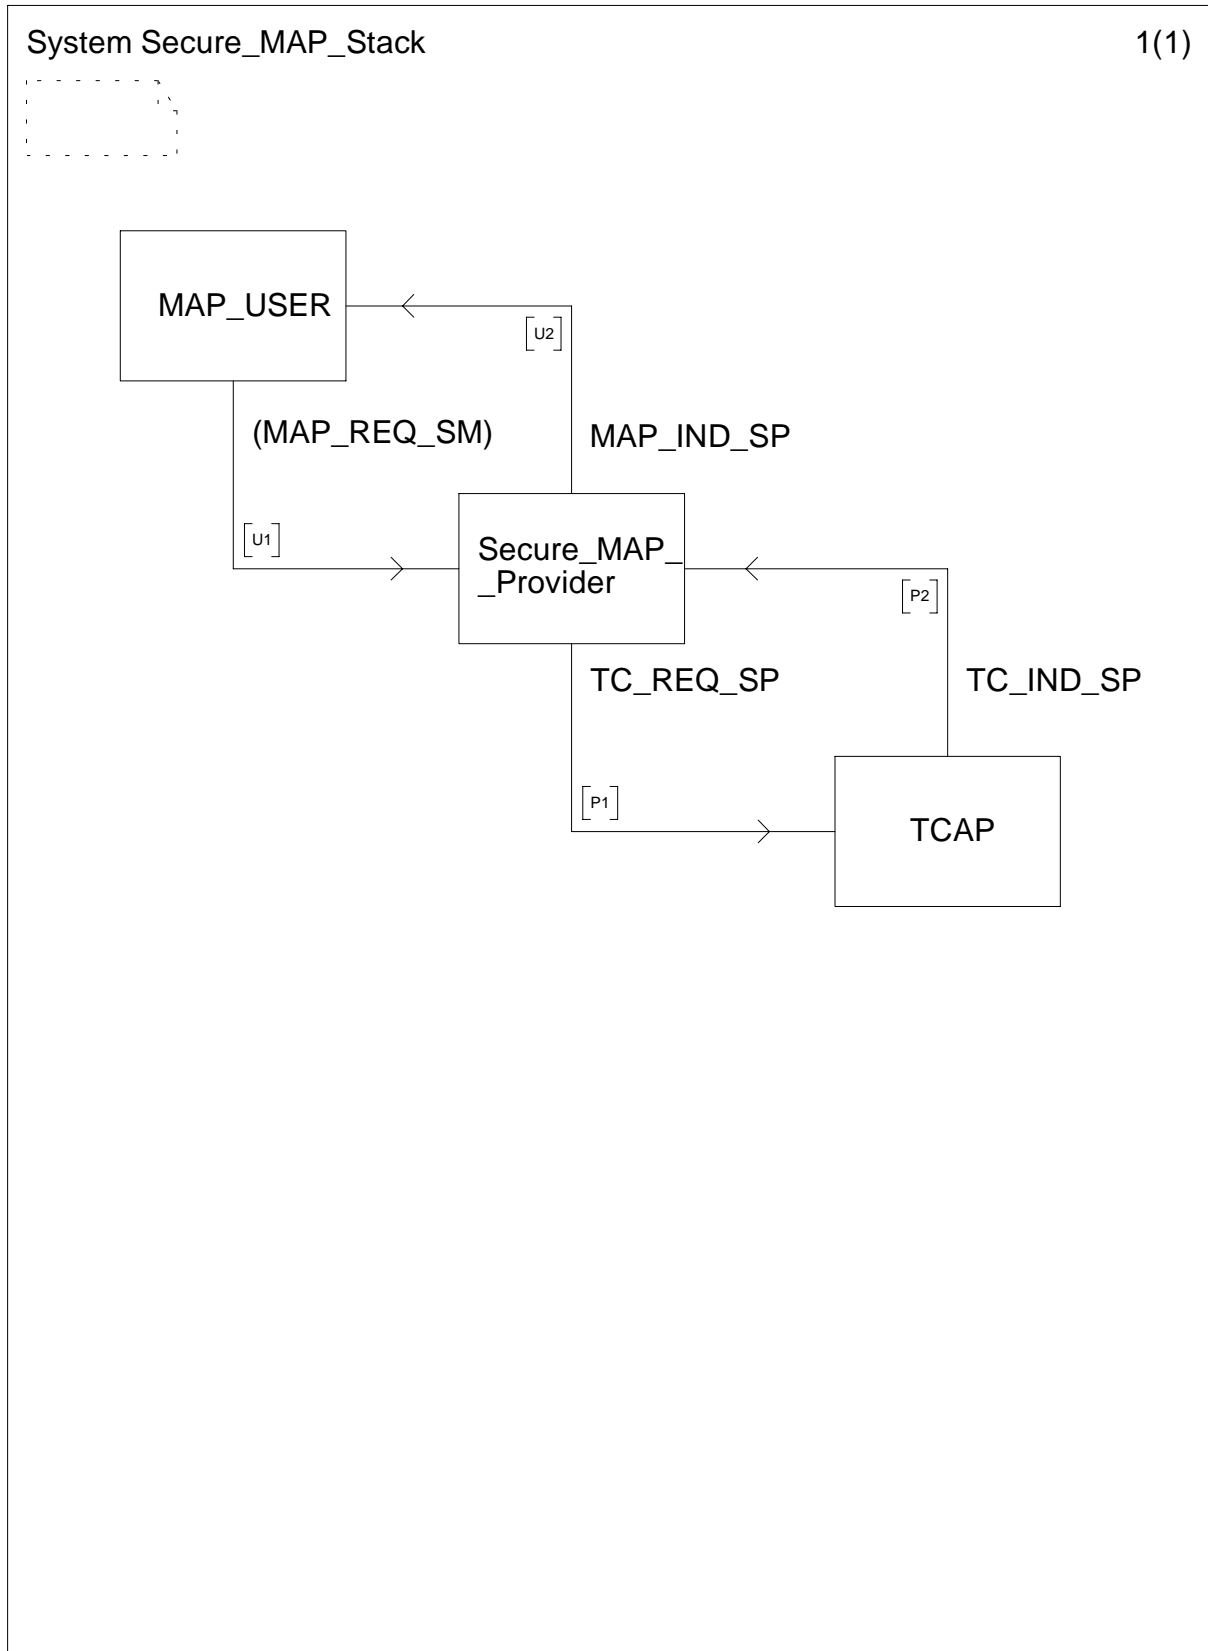 System Secure_MAP_Stack
1(1)
MAP_USER
[U2]
(MAP_REQ_SM)
MAP_IND_SP
[U1]
Secure_MAP_
_Provider
[P2]
TC_REQ_SP
TC_IND_SP
[P1]
TCAP